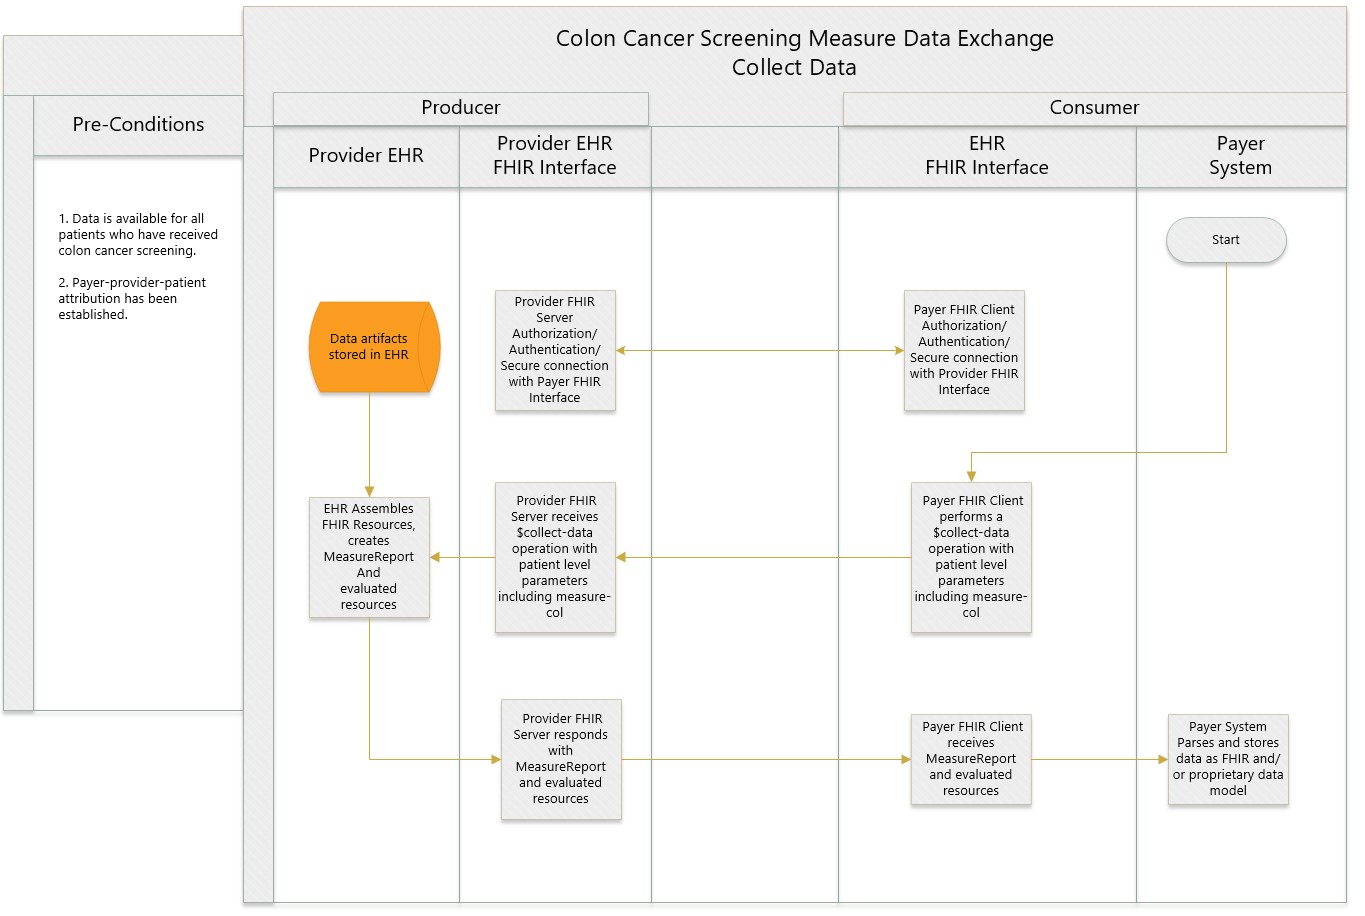 Colon Cancer Screening Measure Data Exchange
Collect Data
Pre-Conditions
1. Data is available for all
patients who have received
colon cancer screening.
2. Payer-provider-patient
attribution has been
established.
Producer
Consumer
Provider EHR
Provider EHR
FHIR Interface
EHR
FHIR Interface
Payer
System
Start
Data artifacts
stored in EHR
Provider FHIR
Server
Authorization/
Authentication/
Secure connection
with Payer FHIR
Interface
Payer FHIR Client
Authorization/
Authentication/
Secure connection
with Provider FHIR
Interface
EHR Assembles
FHIR Resources,
creates
MeasureReport
And
evaluated
resources
Provider FHIR
Server receives
$collect-data
operation with
patient level
parameters
including measure-
col
Payer FHIR Client
performs a
$collect-data
operation with
patient level
parameters
including measure-
col
Provider FHIR
Server responds
with
MeasureReport
and evaluated
resources
Payer FHIR Client
receives
MeasureReport
and evaluated
resources
Payer System
Parses and stores
data as FHIR and/
or proprietary data
model